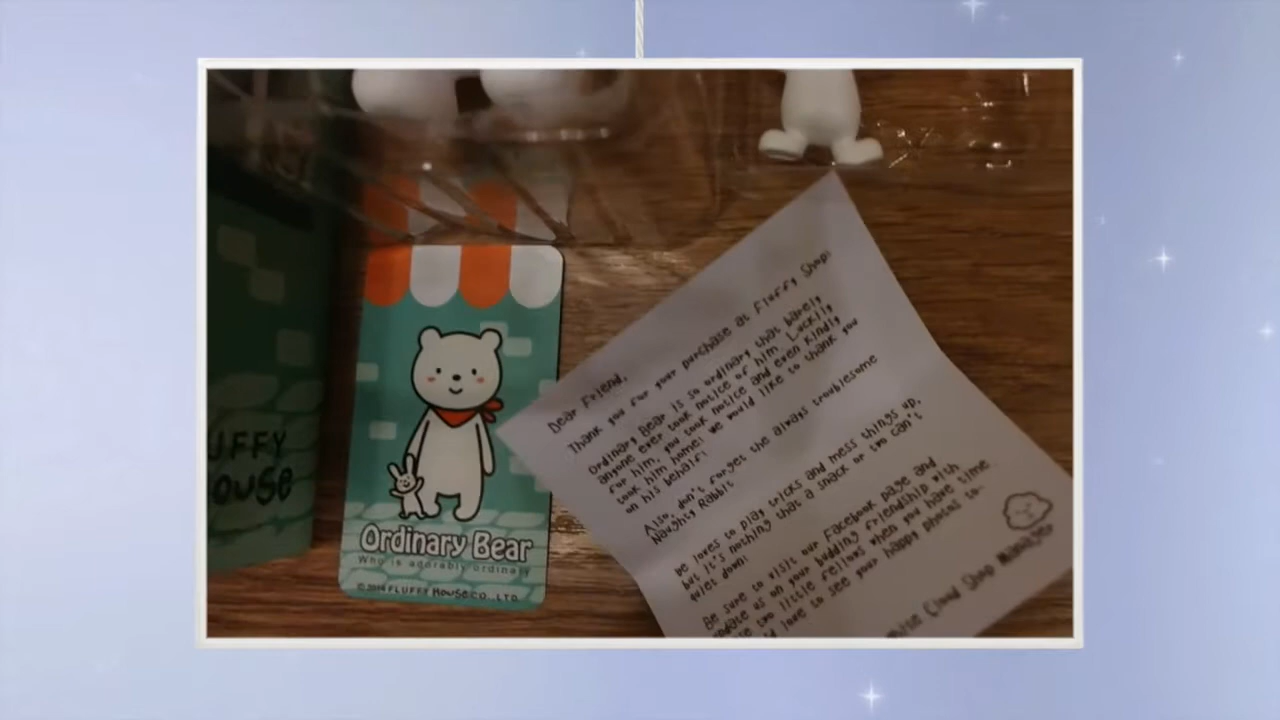 UFFY
HOUSE
Ordinary Bear
Who is adorably ordinary
FLUFFY HOUSE CO., LTD.
Dear Friend,
Thank you for your purchase at Fluffy Shop!
Ordinary Bear is so ordinary that barely
anyone ever took notice of him. Luckily
for him, you took notice and even kindly
took him home! We would like to thank you
on his behalf!
Also, don't forget the always troublesome
Naughty Rabbit
He loves to play tricks and mess things up,
but it's nothing that a snack or two can't
quiet down!
Be sure to visit our Facebook page and
update us on your budding friendship with
two little fellows when you have time.
love to see your happy photos to.
Cloud Shop Manager